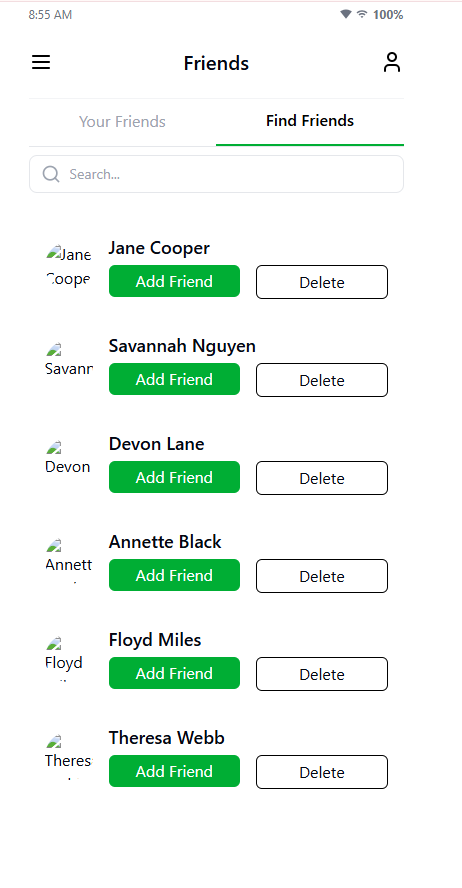 8:55 AM 100%
Friends
Your Friends Find Friends
Search...
Jane Cooper
Jane
Cooper
Add Friend Delete
Savannah Nguyen
Savann
Add Friend Delete
Devon Lane
Devon
Add Friend Delete
Annette Black
Annett
Add Friend Delete
Floyd Miles
Floyd
Add Friend Delete
Theresa Webb
Theres
Add Friend Delete